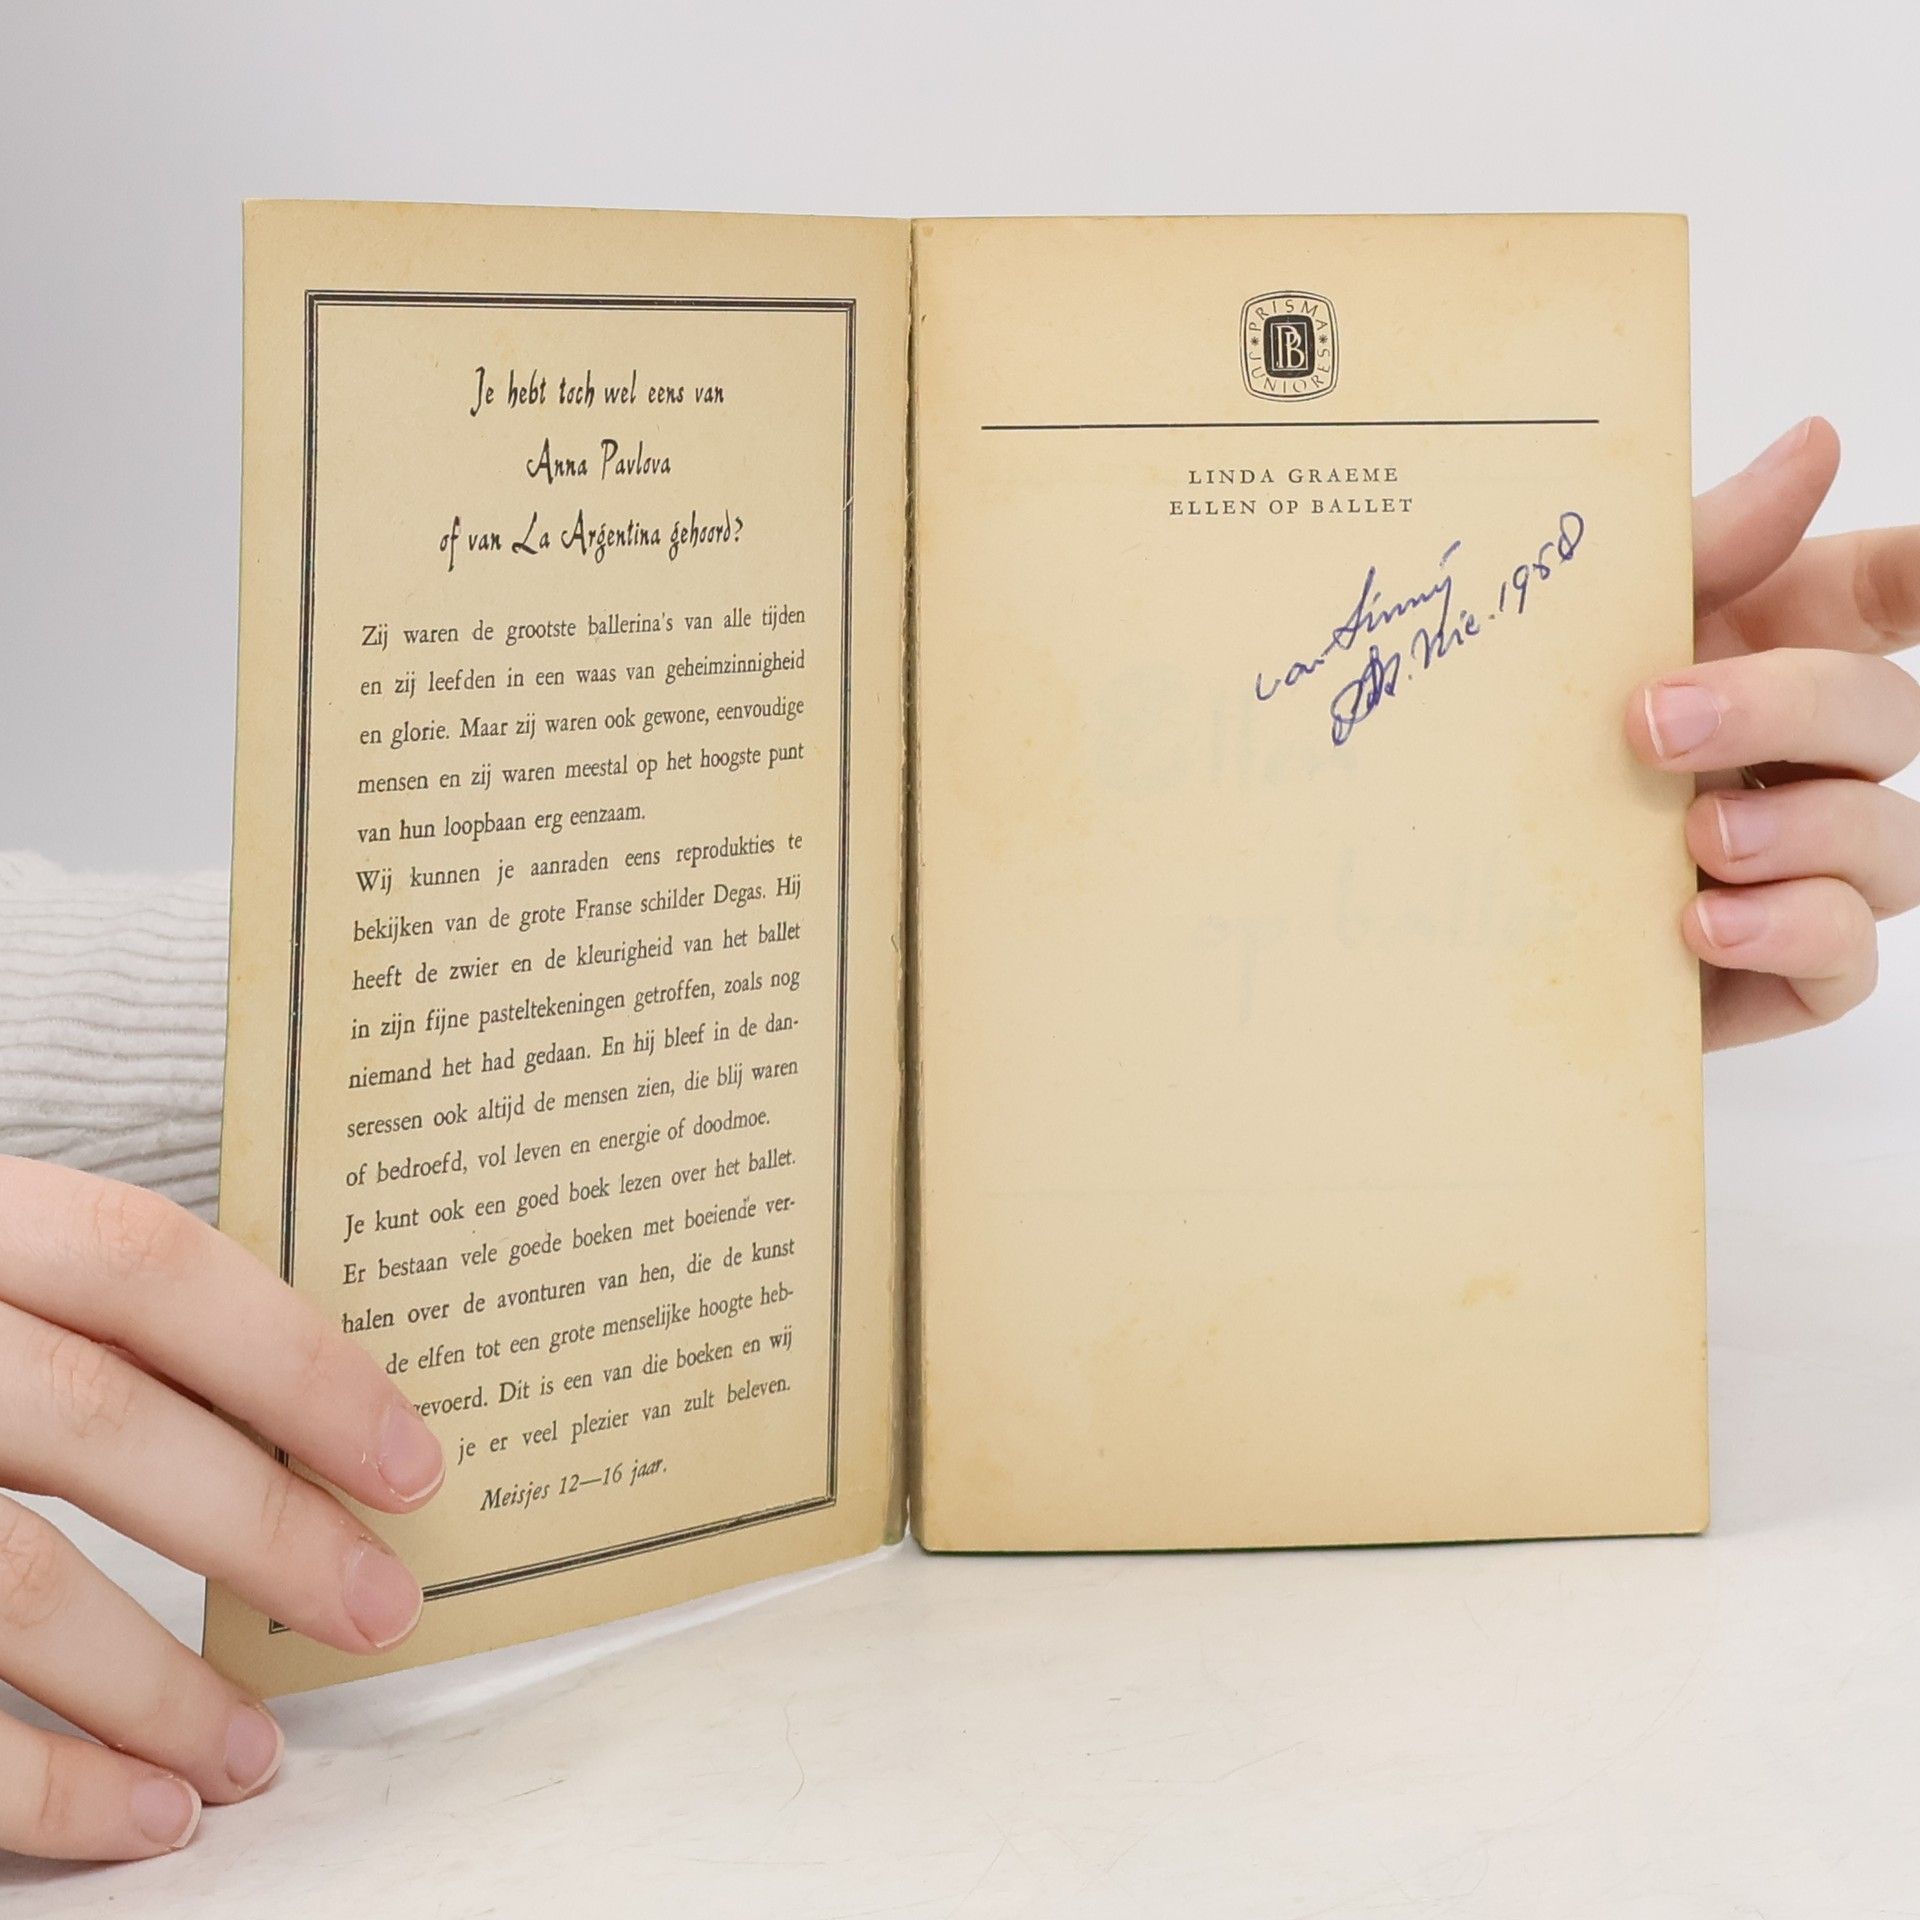 Je hebt toch wel eens van
Anna Pavlova
of van La Argentina gehoord?
Zij waren de grootste ballerina's van alle tijden
en zij leefden in een waas van geheimzinnigheid
en glorie. Maar zij waren ook gewone, eenvoudige
mensen en zij waren meestal op het hoogste punt
van hun loopbaan erg eenzaam.
Wij kunnen je aanraden eens reprodukties te
bekijken van de grote Franse schilder Degas. Hij
heeft de zwier en de kleurigheid van het ballet
in zijn fijne pasteltekeningen getroffen, zoals nog
niemand het had gedaan. En hij bleef in de dan-
seressen ook altijd de mensen zien, die blij waren
of bedroefd, vol leven en energie of doodmoe.
Je kunt ook een goed boek lezen over het ballet.
Er bestaan vele goede boeken met boeiende ver-
halen over de avonturen van hen, die de kunst
de elfen tot een grote menselijke hoogte heb-
gevoerd. Dit is een van die boeken en wij
je er veel plezier van zult beleven.
Meisjes 12—16 jaar.
PRISMA
PB
JUNIORES
LINDA GRAEME
ELLEN OP BALLET
van
1958